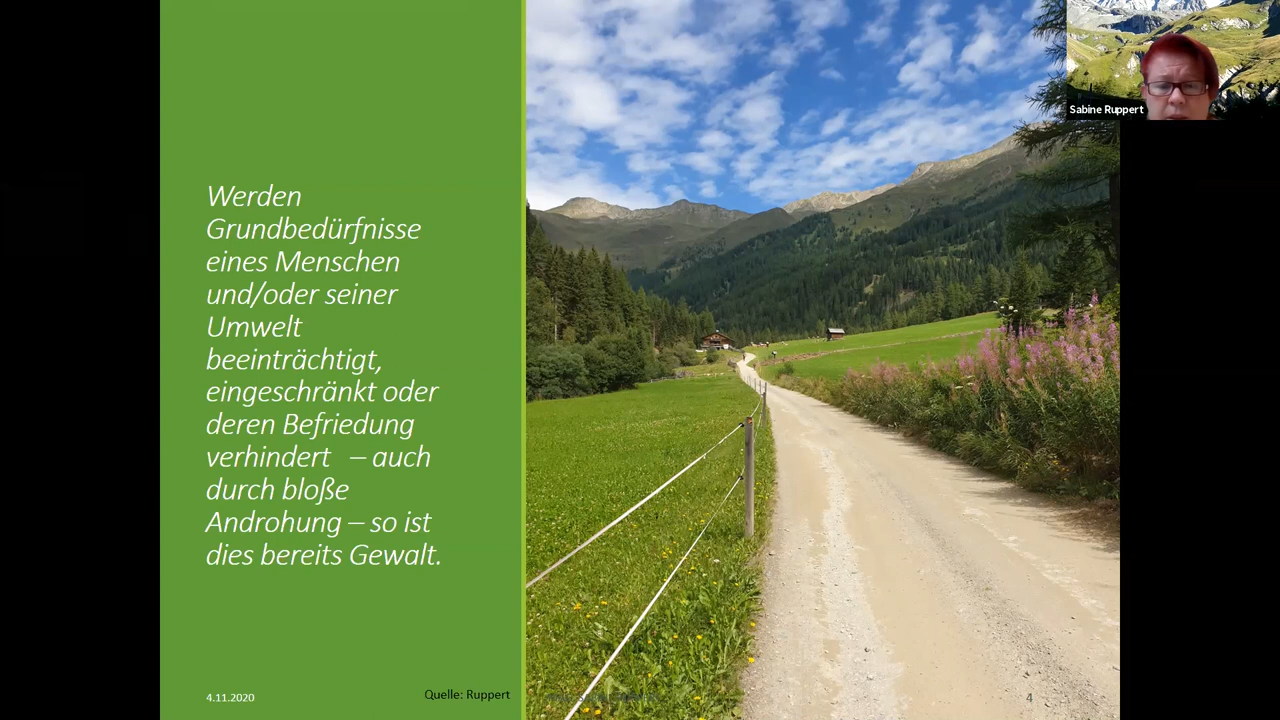 Sabine Ruppert
Werden
Grundbedürfnisse
eines Menschen
und/oder seiner
Umwelt
beeinträchtigt,
eingeschränkt oder
deren Befriedung
verhindert – auch
durch bloße
Androhung – so ist
dies bereits Gewalt.
4.11.2020
Quelle: Ruppert
4